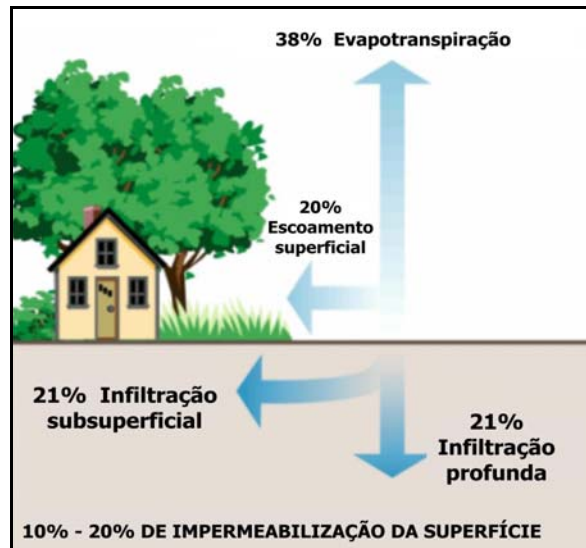 38% Evapotranspiração
20%
Escoamento
superficial
21% Infiltração
subsuperficial
21%
Infiltração
profunda
10% - 20% DE IMPERMEABILIZAÇÃO DA SUPERFÍCIE